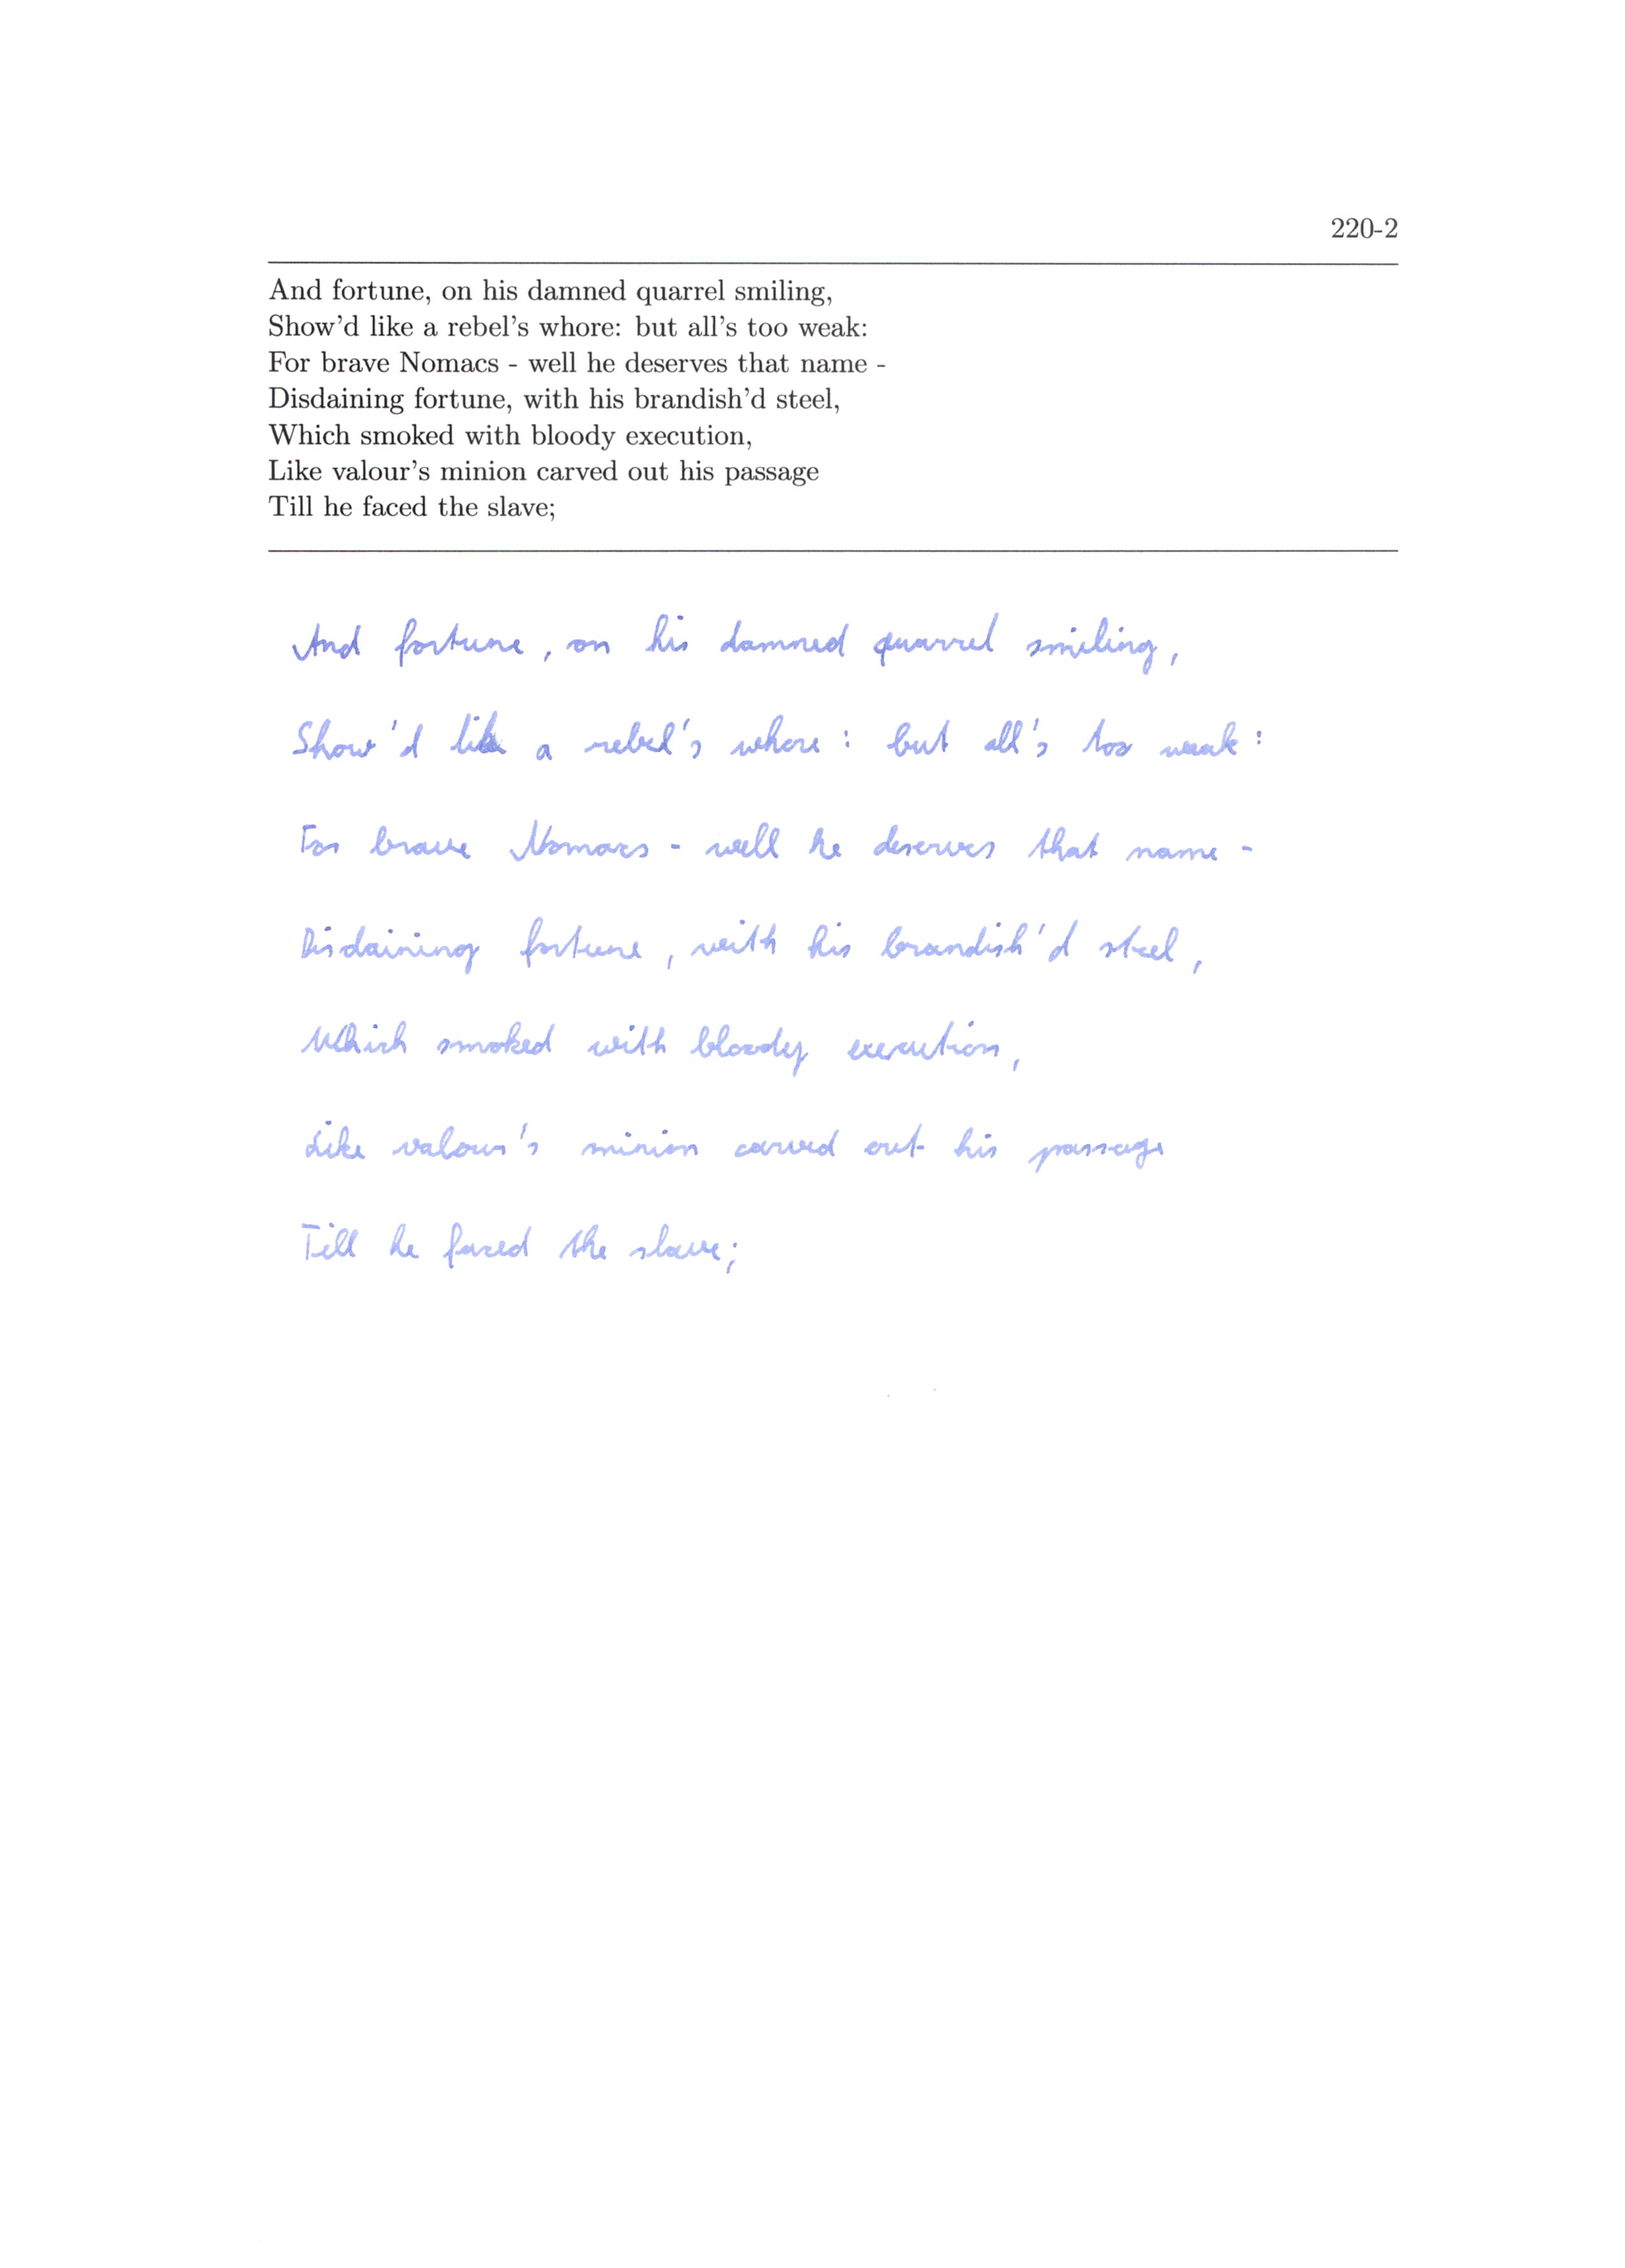 220-2
And fortune, on his damned quarrel smiling,
Show'd like a rebel's whore: but all's too weak:
For brave Nomacs - well he deserves that name -
Disdaining fortune, with his brandish'd steel,
Which smoked with bloody execution,
Like valour's minion carved out his passage
Till he faced the slave;
And fortune, on his damned quarrel smiling,
Show'd like a rebel's whore: but all's too weak:
For brave Nomacs - well he deserves that name -
Disdaining fortune, with his brandish'd steel,
Which smoked with bloody execution,
Like valour's minion carved out his passage
Till he faced the slave;